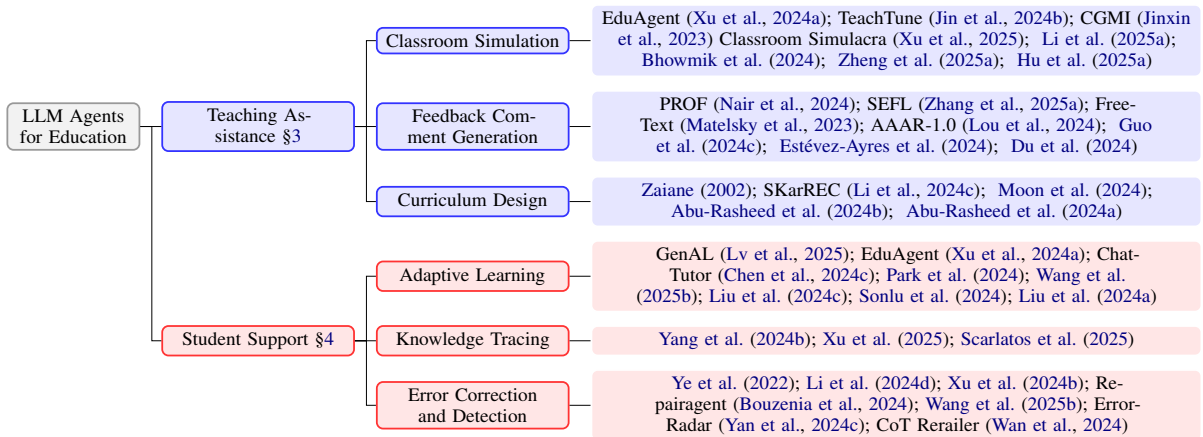 LLM Agents
for Education
Teaching As-
sistance §3
Classroom Simulation
EduAgent (Xu et al., 2024a); TeachTune (Jin et al., 2024b); CGMI (Jinxin
et al., 2023) Classroom Simulacra (Xu et al., 2025); Li et al. (2025a);
Bhowmik et al. (2024); Zheng et al. (2025a); Hu et al. (2025a)
Feedback Com-
ment Generation
PROF (Nair et al., 2024); SEFL (Zhang et al., 2025a); Free-
Text (Matelsky et al., 2023); AAAR-1.0 (Lou et al., 2024); Guo
et al. (2024c); Estévez-Ayres et al. (2024); Du et al. (2024)
Curriculum Design
Zaiane (2002); SKarREC (Li et al., 2024c); Moon et al. (2024);
Abu-Rasheed et al. (2024b); Abu-Rasheed et al. (2024a)
Student Support §4
Adaptive Learning
GenAL (Lv et al., 2025); EduAgent (Xu et al., 2024a); Chat-
Tutor (Chen et al., 2024c); Park et al. (2024); Wang et al.
(2025b); Liu et al. (2024c); Sonlu et al. (2024); Liu et al. (2024a)
Knowledge Tracing
Yang et al. (2024b); Xu et al. (2025); Scarlatos et al. (2025)
Error Correction
and Detection
Ye et al. (2022); Li et al. (2024d); Xu et al. (2024b); Re-
pairagent (Bouzenia et al., 2024); Wang et al. (2025b); Error-
Radar (Yan et al., 2024c); CoT Rerailer (Wan et al., 2024)